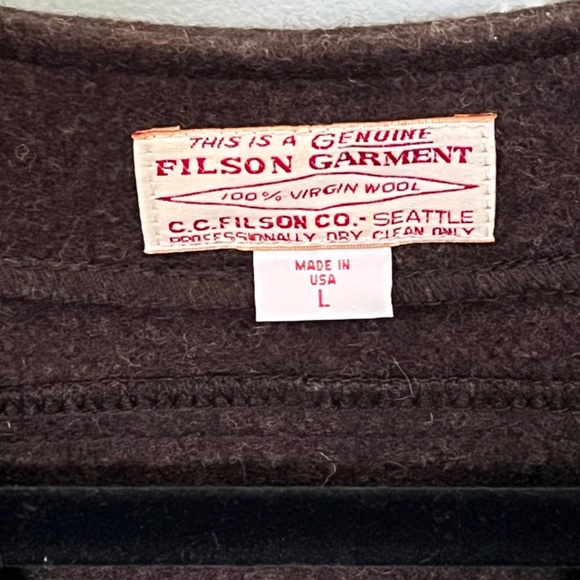 THIS IS A GENUINE
FILSON GARMENT
100% VIRGIN WOOL
C.C. FILSON CO.- SEATTLE
PROFESSIONALLY DRY CLEAN ONLY
MADE IN
USA
L